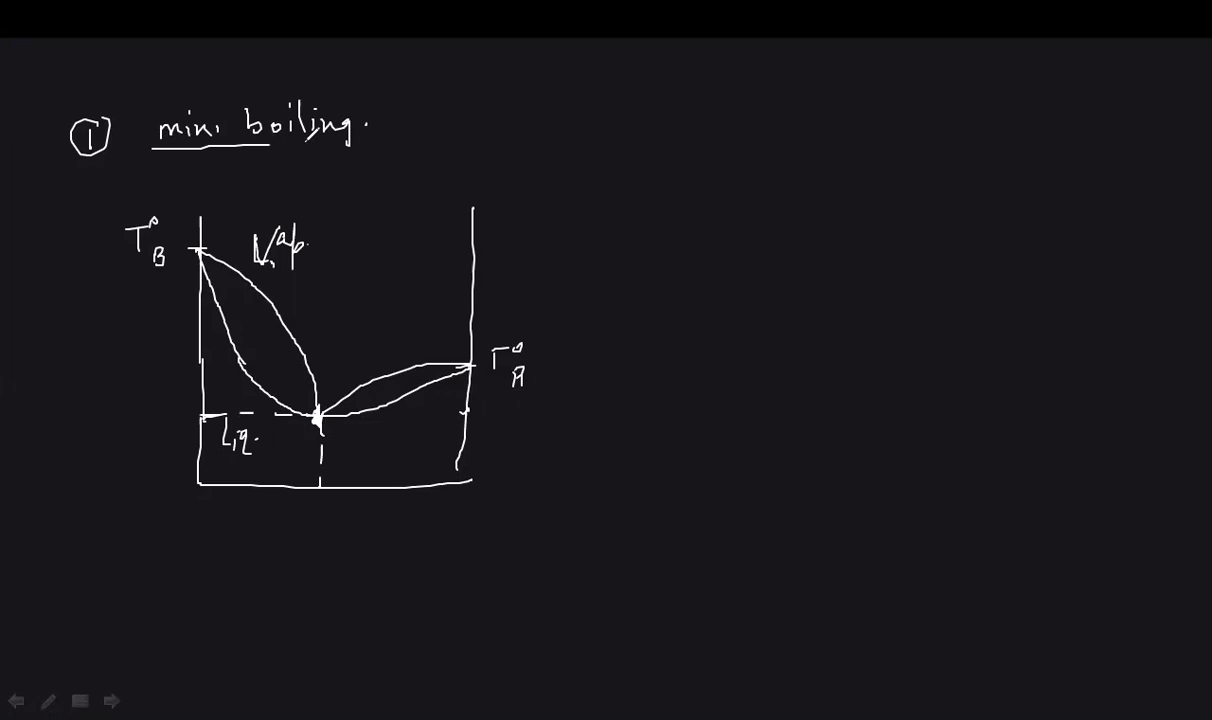 ① mini boiling.
T°B
Vap.
T°A
Liq.